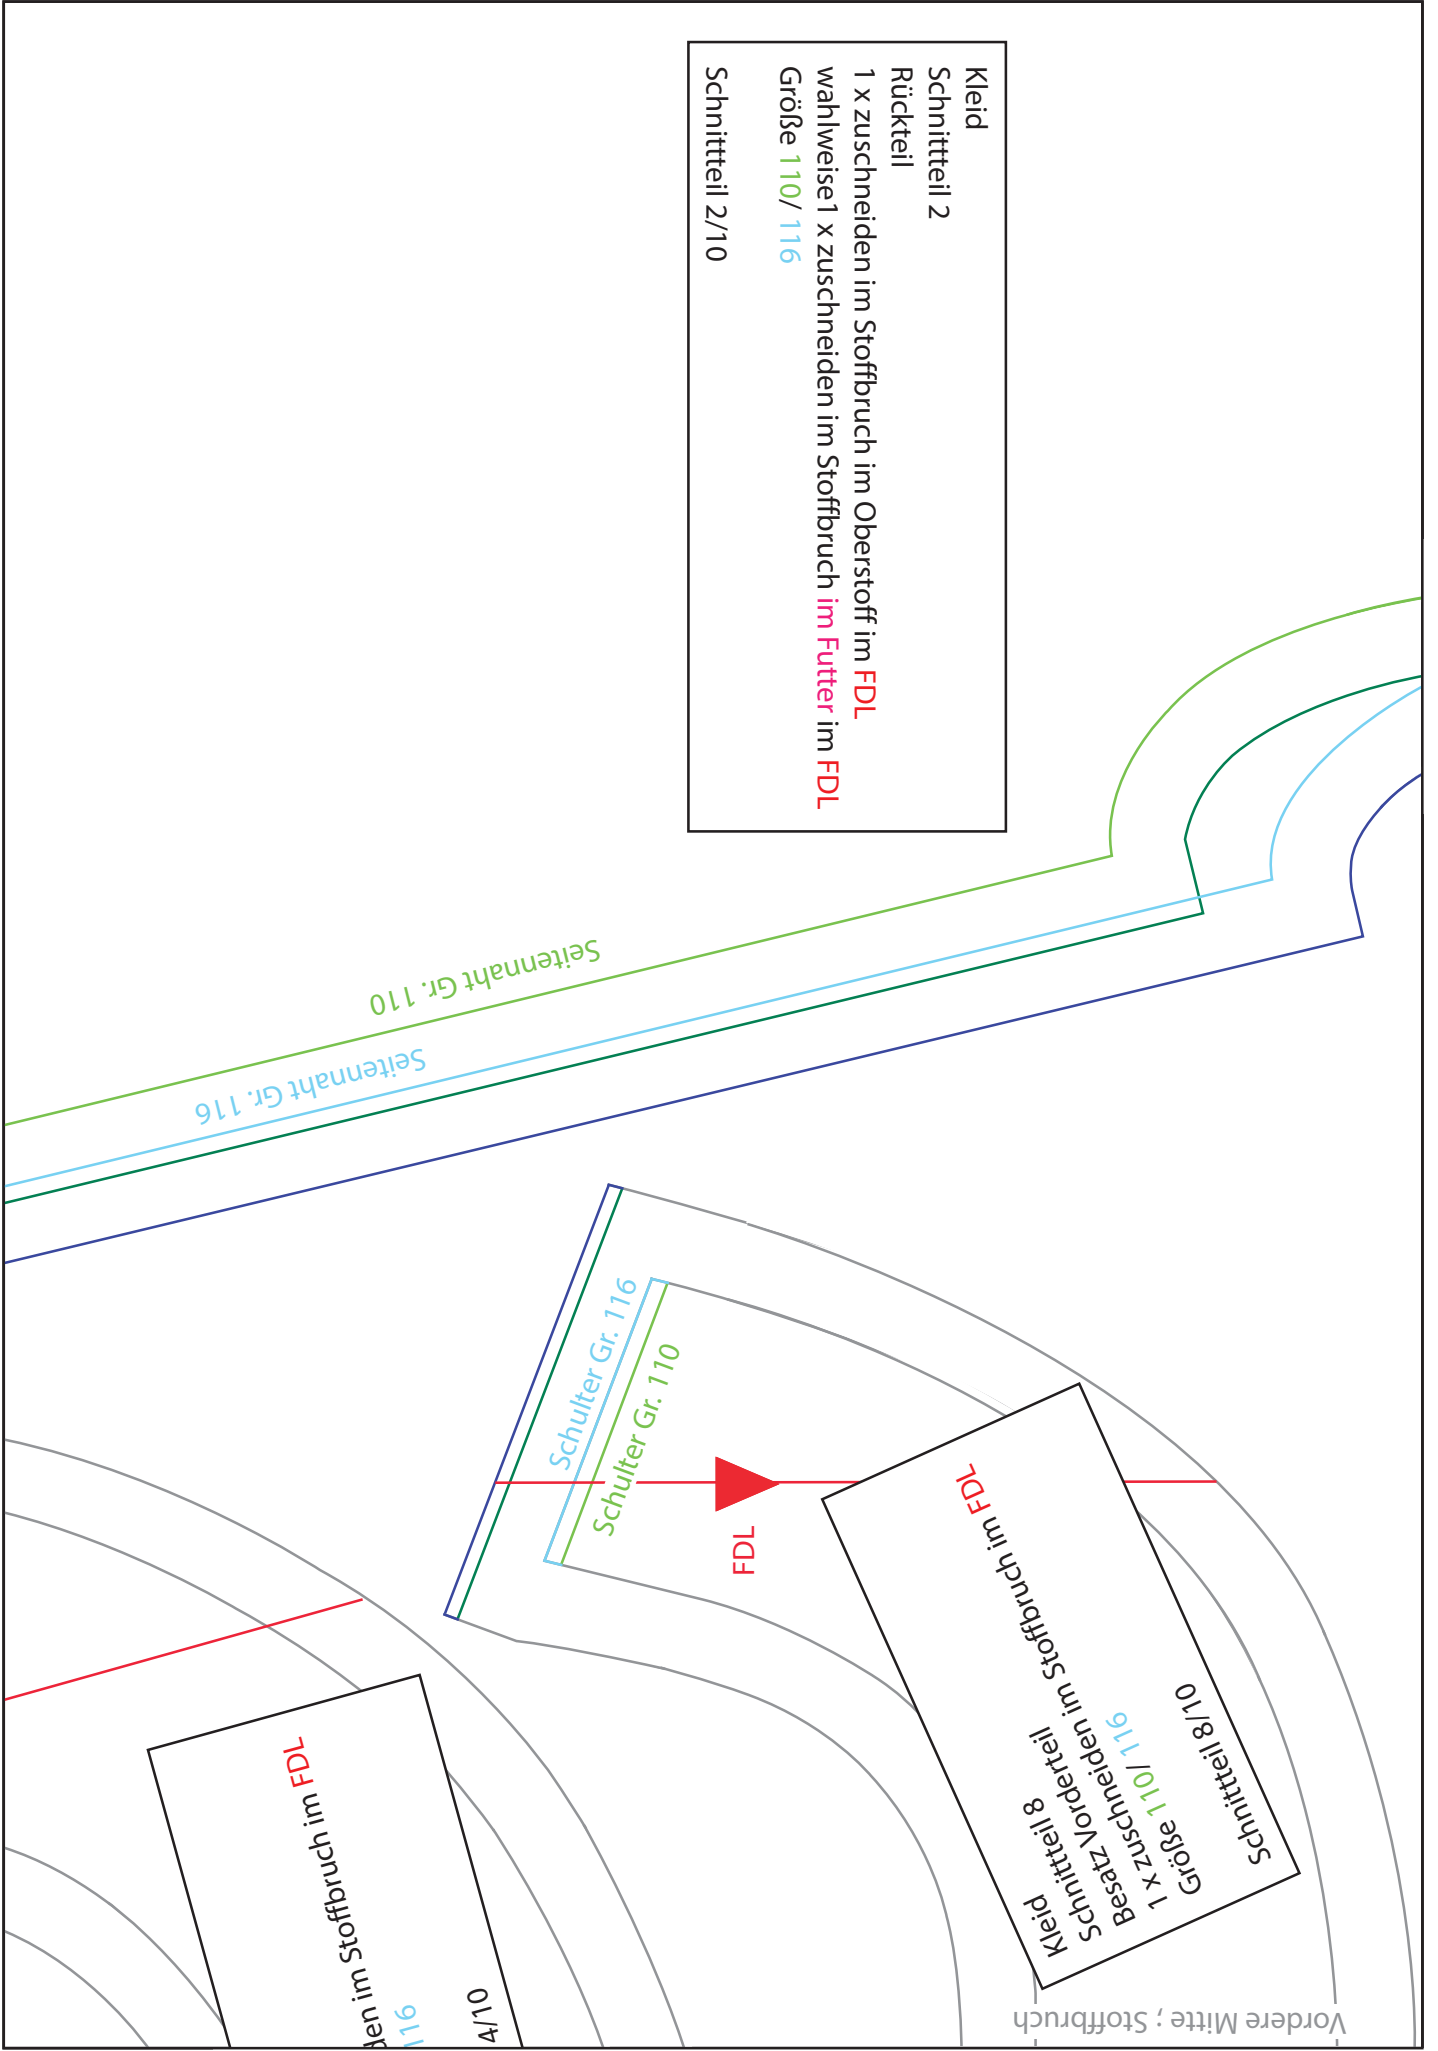 Kleid
Schnittteil 2
Rückteil
1 x zuschneiden im Stoffbruch im Oberstoff im FDL
wahlweise1 x zuschneiden im Stoffbruch im Futter im FDL
Größe 110/ 116
Schnittteil 2/10
Seitennaht Gr. 110
Seitennaht Gr. 116
Schulter Gr. 116
Schulter Gr. 110
FDL
Kleid
Schnittteil 8
Besatz Vorderteil
1 x zuschneiden im Stoffbruch im FDL
Größe 110/ 116
Schnittteil 8/10
Vordere Mitte ; Stoffbruch
den im Stoffbruch im FDL
116
4/10